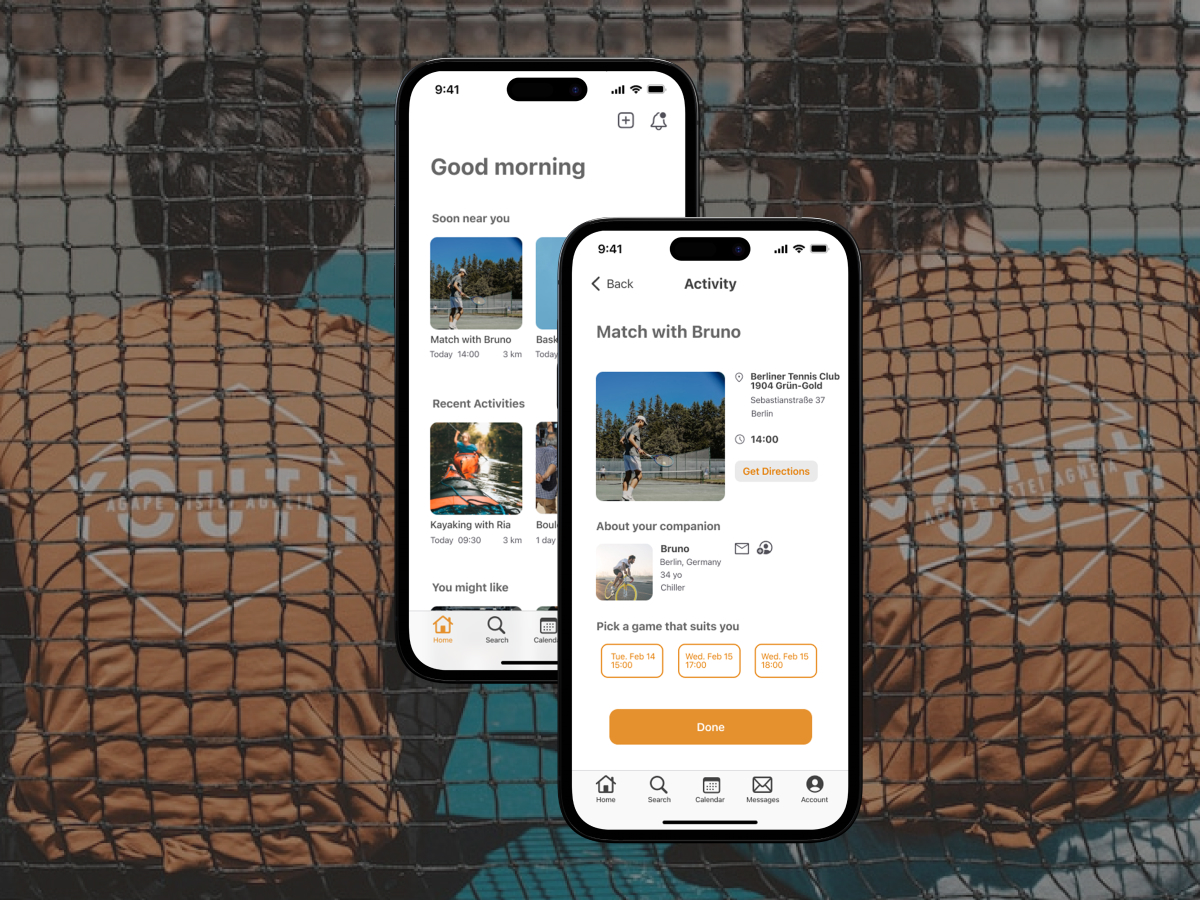 9:41
Good morning
Soon near you
Match with Bruno
Today 14:00 3 km
Today
Recent Activities
Kayaking with Ria
Today 09:30 3 km
1 day
You might like
Home
Search
9:41
Back
Activity
Match with Bruno
Berliner Tennis Club
1904 Grün-Gold
Sebastianstraße 37
Berlin
14:00
Get Directions
About your companion
Bruno
Berlin, Germany
34 yo
Chiller
Pick a game that suits you
Tue. Feb 14
15:00
Wed. Feb 15
17:00
Wed. Feb 15
18:00
Done
Home
Search
Calendar
Messages
Account
YOUTH
AGAPE PISTEI AGNEIA
YOUTH
AGAPE PISTEI AGNEIA